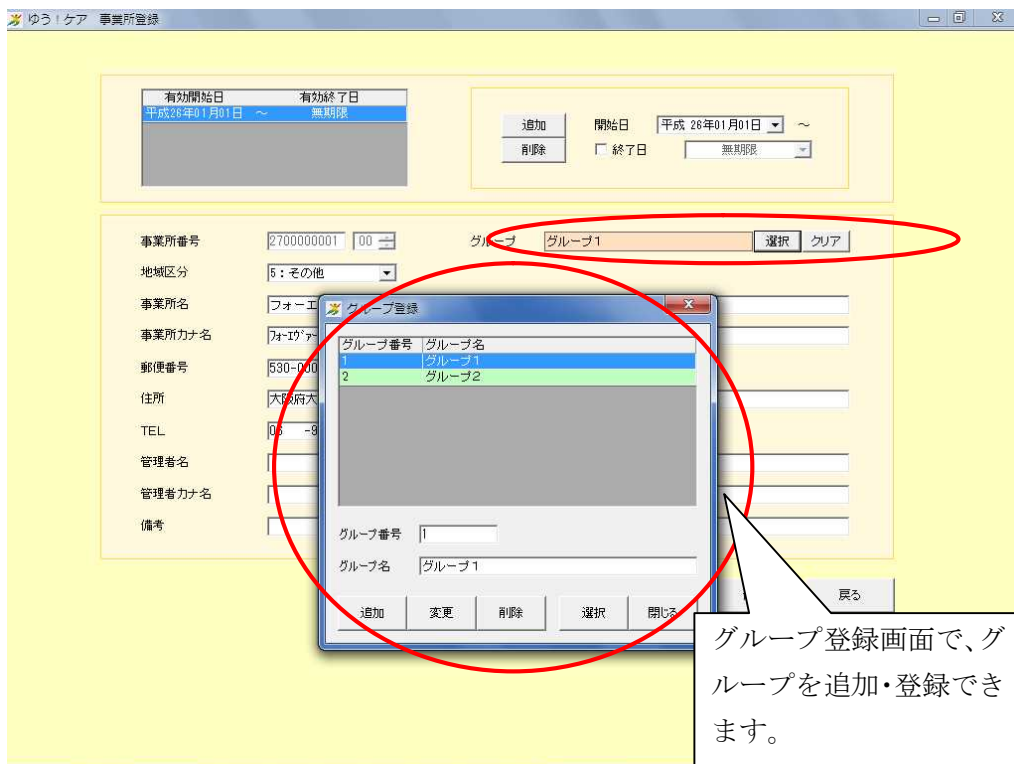 ゆう！ケア 事業所登録
有効開始日 有効終了日
平成26年01月01日 ～ 無期限
追加 開始日 平成 26年01月01日 ～
削除 終了日 無期限
事業所番号 2700000001 00 グループ グループ1 選択 クリア
地域区分 5：その他
事業所名 フォーエ
事業所カナ名 フォｰエヴァｰ
郵便番号 530-000
住所 大阪府大
TEL 06 -9
管理者名
管理者カナ名
備考
グループ登録
グループ番号 グループ名
1 グループ1
2 グループ2
グループ番号 1
グループ名 グループ1
追加 変更 削除 選択 閉じる
戻る
グループ登録画面で、グ
ループを追加・登録でき
ます。